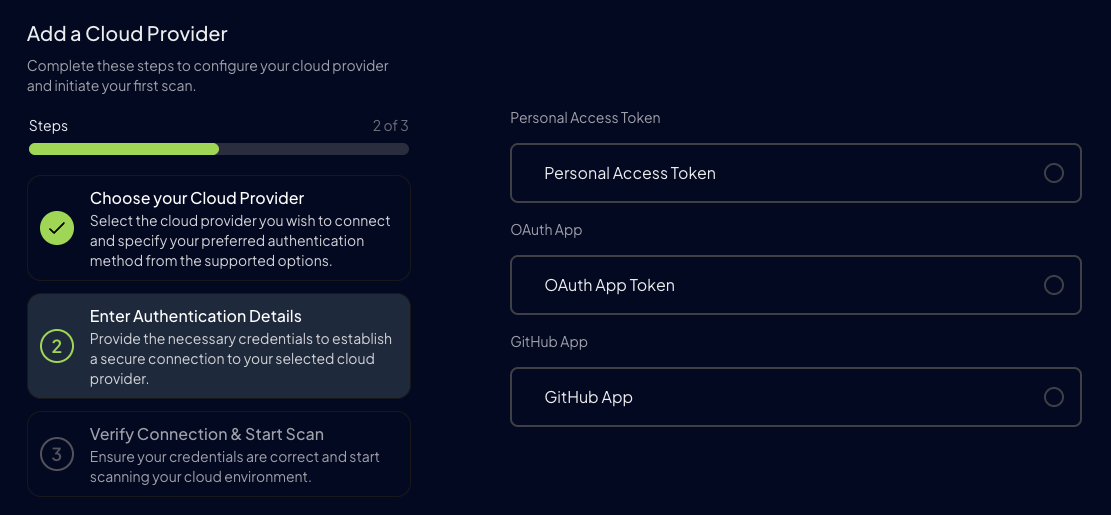 Add a Cloud Provider
Complete these steps to configure your cloud provider
and initiate your first scan.
Steps
2 of 3
Choose your Cloud Provider
Select the cloud provider you wish to connect
and specify your preferred authentication
method from the supported options.
2
Enter Authentication Details
Provide the necessary credentials to establish
a secure connection to your selected cloud
provider.
3
Verify Connection & Start Scan
Ensure your credentials are correct and start
scanning your cloud environment.
Personal Access Token
Personal Access Token
OAuth App
OAuth App Token
GitHub App
GitHub App